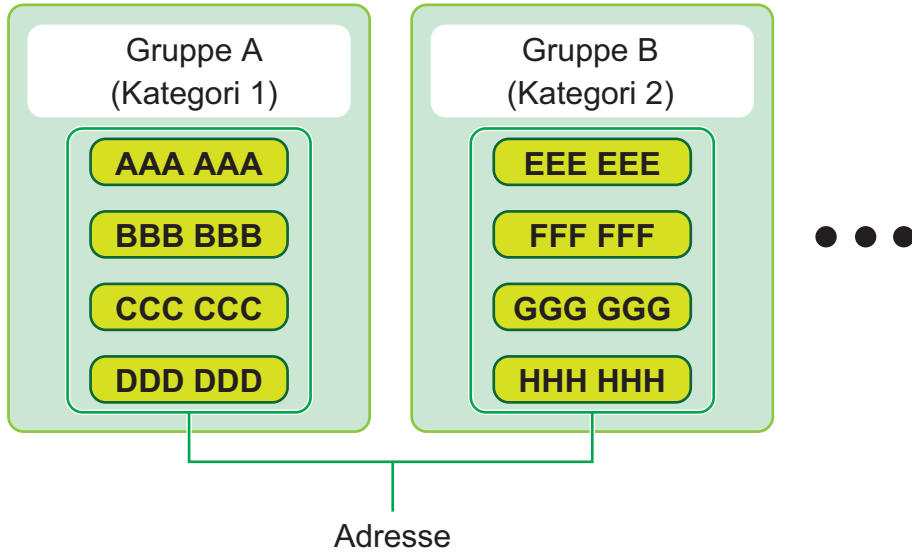 Gruppe A
(Kategori 1)
AAA AAA
BBB BBB
CCC CCC
DDD DDD
Gruppe B
(Kategori 2)
EEE EEE
FFF FFF
GGG GGG
HHH HHH
Adresse